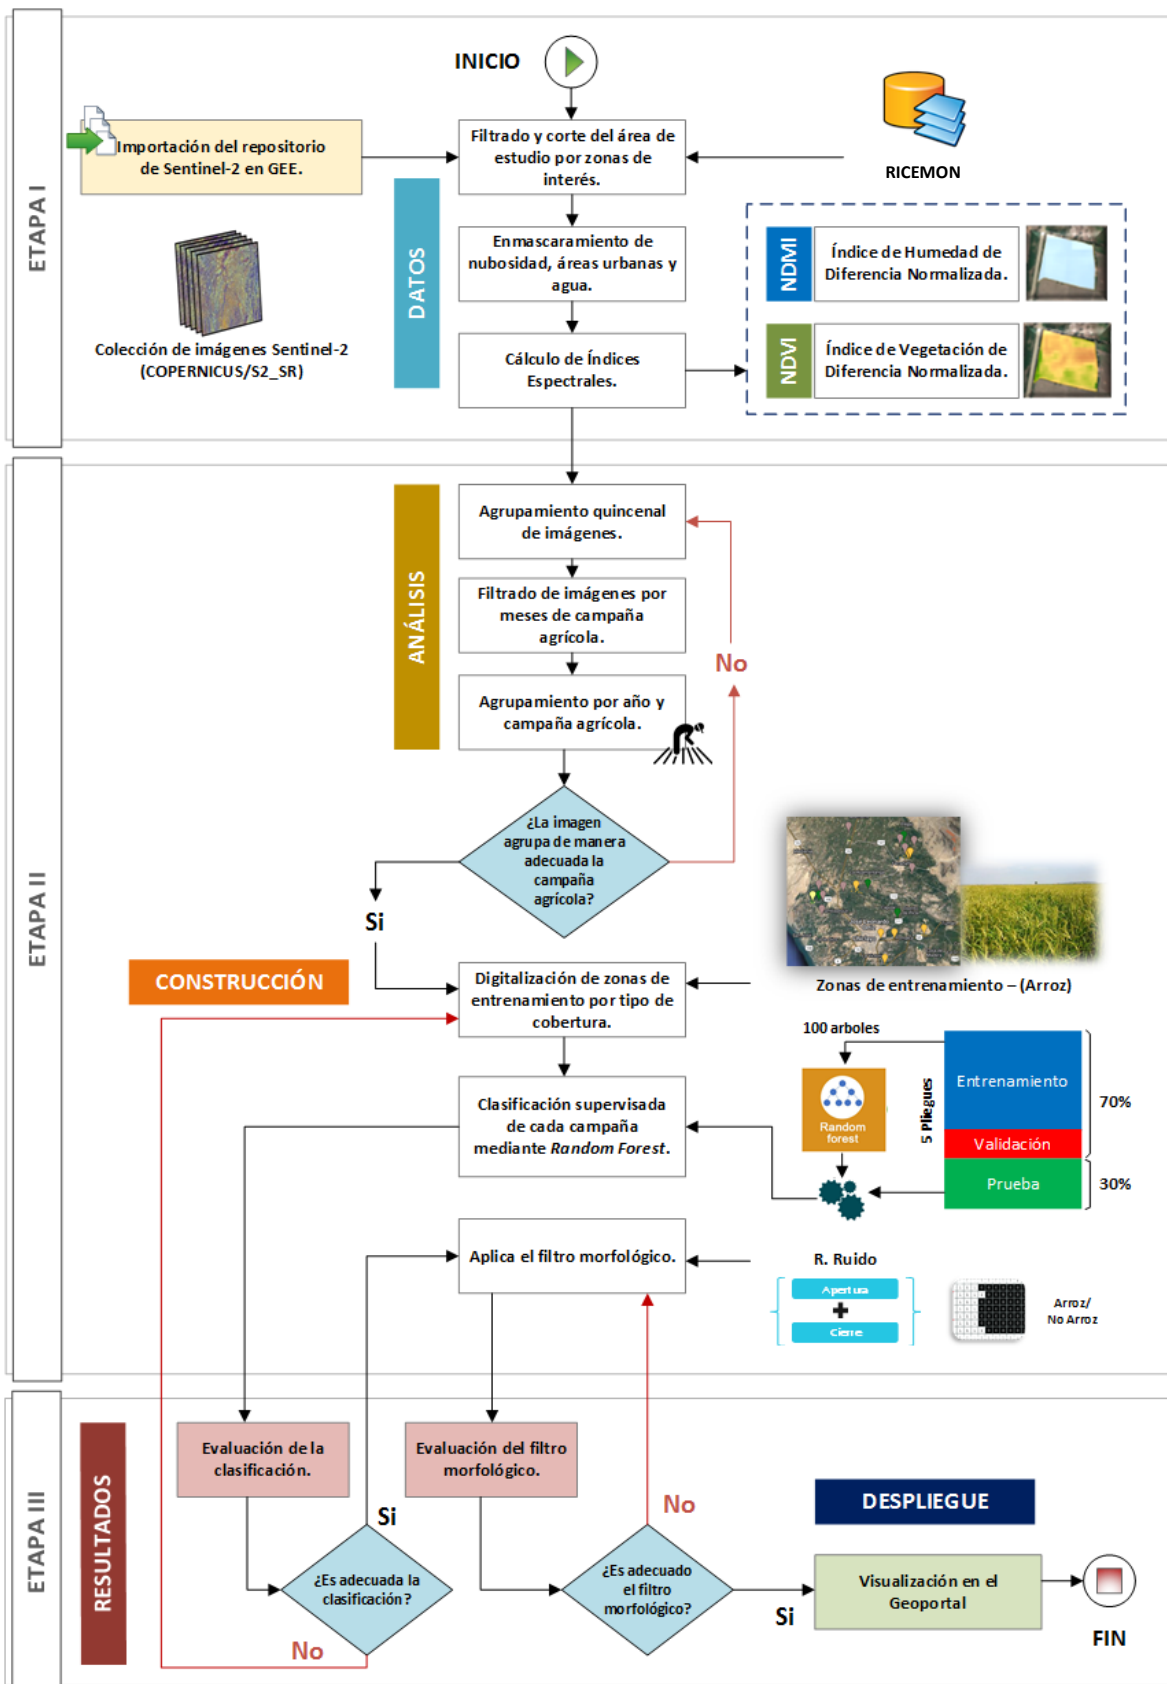 ETAPA I
INICIO
Importación del repositorio
de Sentinel-2 en GEE.
Filtrado y corte del área de
estudio por zonas de
interés.
RICEMON
DATOS
Enmascaramiento de
nubosidad, áreas urbanas y
agua.
NDMI
Índice de Humedad de
Diferencia Normalizada.
Colección de imágenes Sentinel-2
(COPERNICUS/S2_SR)
Cálculo de Índices
Espectrales.
NDVI
Índice de Vegetación de
Diferencia Normalizada.
ETAPA II
ANÁLISIS
Agrupamiento quincenal
de imágenes.
Filtrado de imágenes por
meses de campaña
agrícola.
No
Agrupamiento por año y
campaña agrícola.
¿La imagen
agrupa de manera
adecuada la
campaña
agrícola?
Si
CONSTRUCCIÓN
Digitalización de zonas de
entrenamiento por tipo de
cobertura.
Zonas de entrenamiento – (Arroz)
100 arboles
Random
forest
5 Pliegues
Entrenamiento
Validación
Prueba
70%
30%
Clasificación supervisada
de cada campaña
mediante Random Forest.
Aplica el filtro morfológico.
R. Ruido
Apertura
+
Cierre
Arroz/
No Arroz
ETAPA III
RESULTADOS
Evaluación de la
clasificación.
Evaluación del filtro
morfológico.
Si
No
DESPLIEGUE
¿Es adecuada la
clasificación?
¿Es adecuado
el filtro
morfológico?
Si
Visualización en el
Geoportal
No
FIN